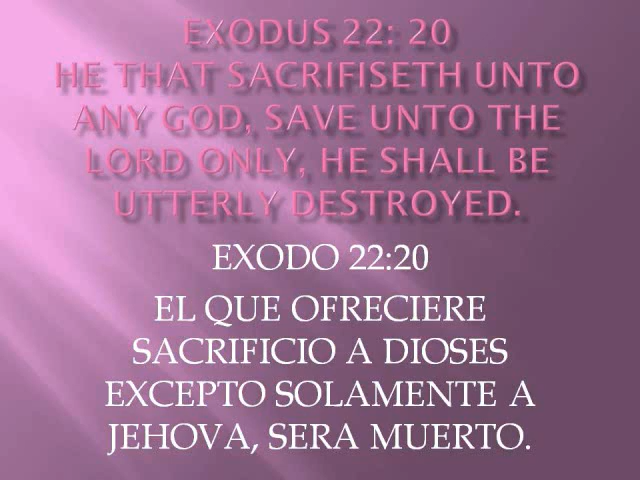 EXODUS 22: 20
HE THAT SACRIFISETH UNTO
ANY GOD, SAVE UNTO THE
LORD ONLY, HE SHALL BE
UTTERLY DESTROYED.
EXODO 22:20
EL QUE OFRECIERE
SACRIFICIO A DIOSES
EXCEPTO SOLAMENTE A
JEHOVA, SERA MUERTO.